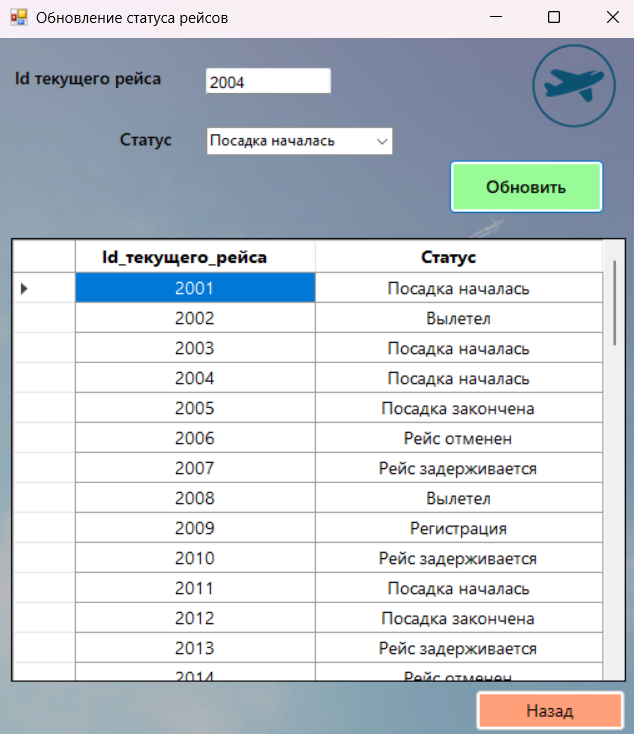 Обновление статуса рейсов
Id текущего рейса 2004
Статус Посадка началась
Обновить
Id_текущего_рейса Статус
2001 Посадка началась
2002 Вылетел
2003 Посадка началась
2004 Посадка началась
2005 Посадка закончена
2006 Рейс отменен
2007 Рейс задерживается
2008 Вылетел
2009 Регистрация
2010 Рейс задерживается
2011 Посадка началась
2012 Посадка закончена
2013 Рейс задерживается
2014 Рейс отменен
Назад